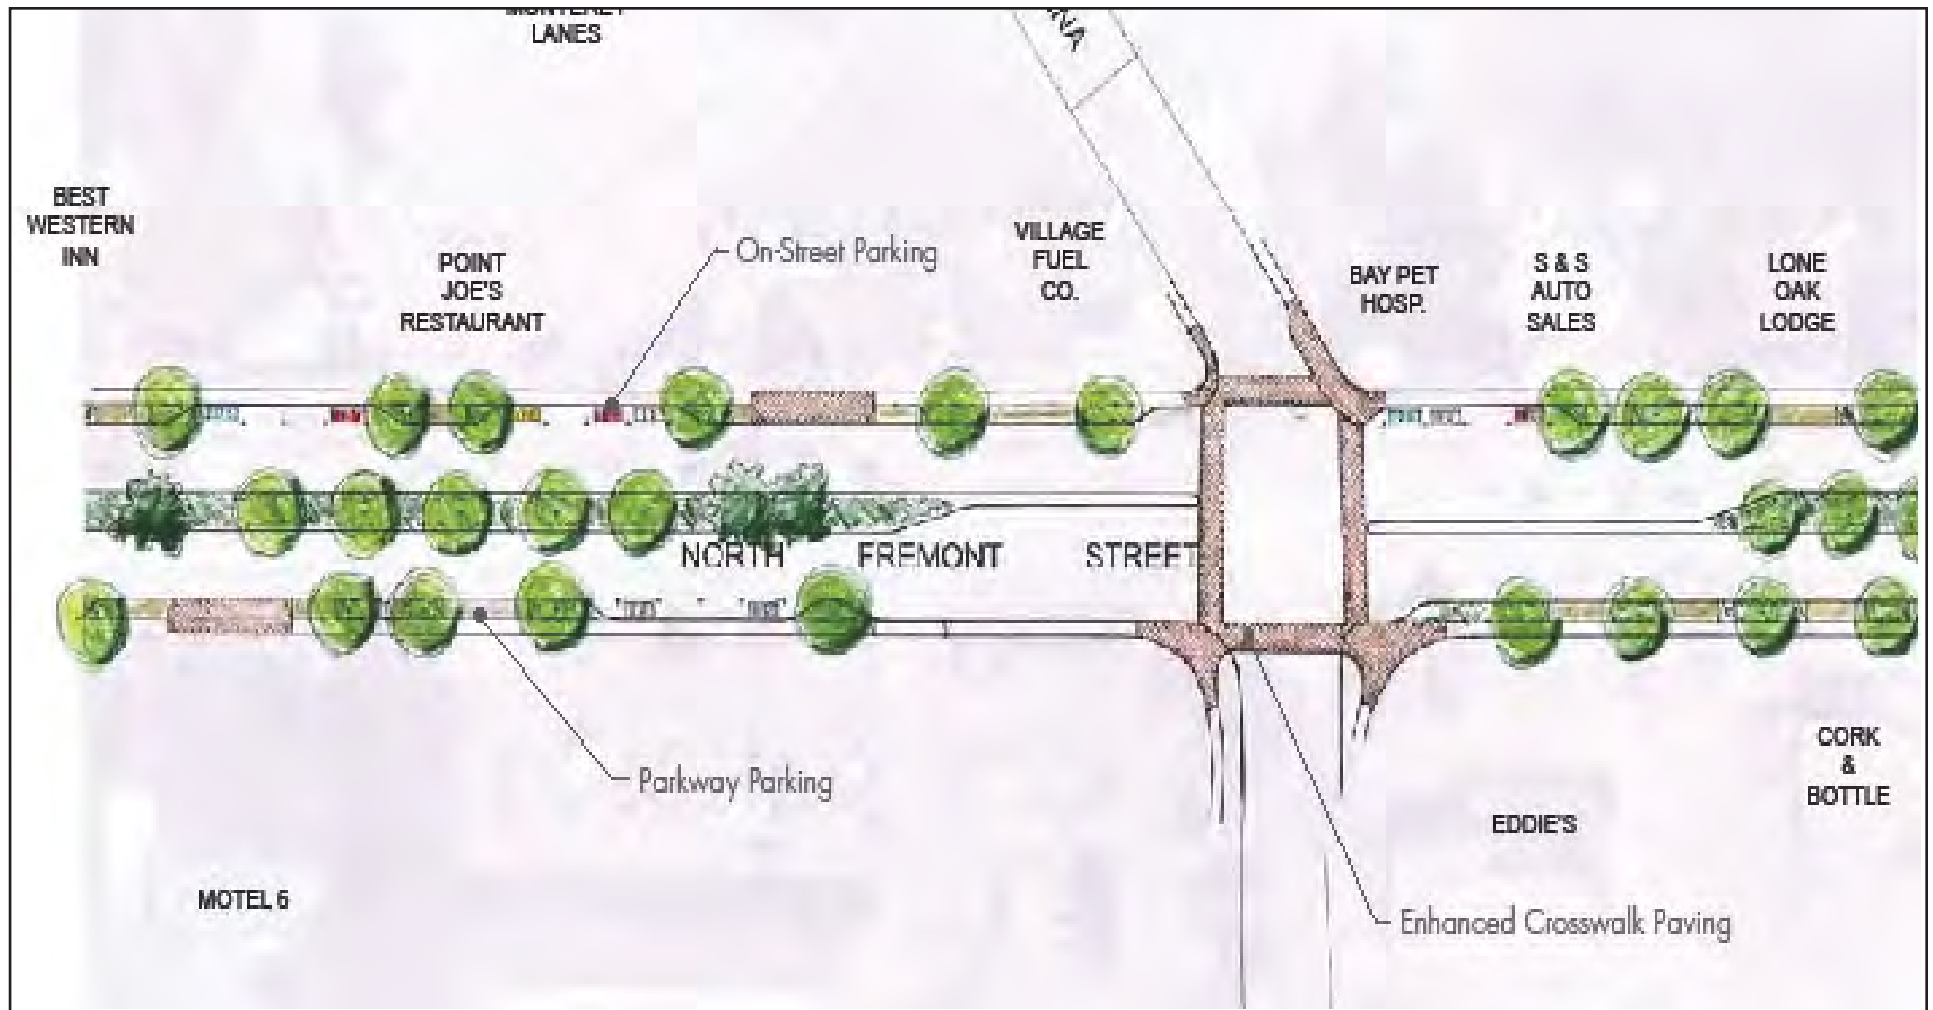 LANES
BEST
WESTERN
INN
POINT
JOE'S
RESTAURANT
On-Street Parking
VILLAGE
FUEL
CO.
BAY PET
HOSP.
S & S
AUTO
SALES
LONE
OAK
LODGE
NORTH FREMONT STREET
Parkway Parking
MOTEL 6
Enhanced Crosswalk Paving
EDDIE'S
CORK
&
BOTTLE